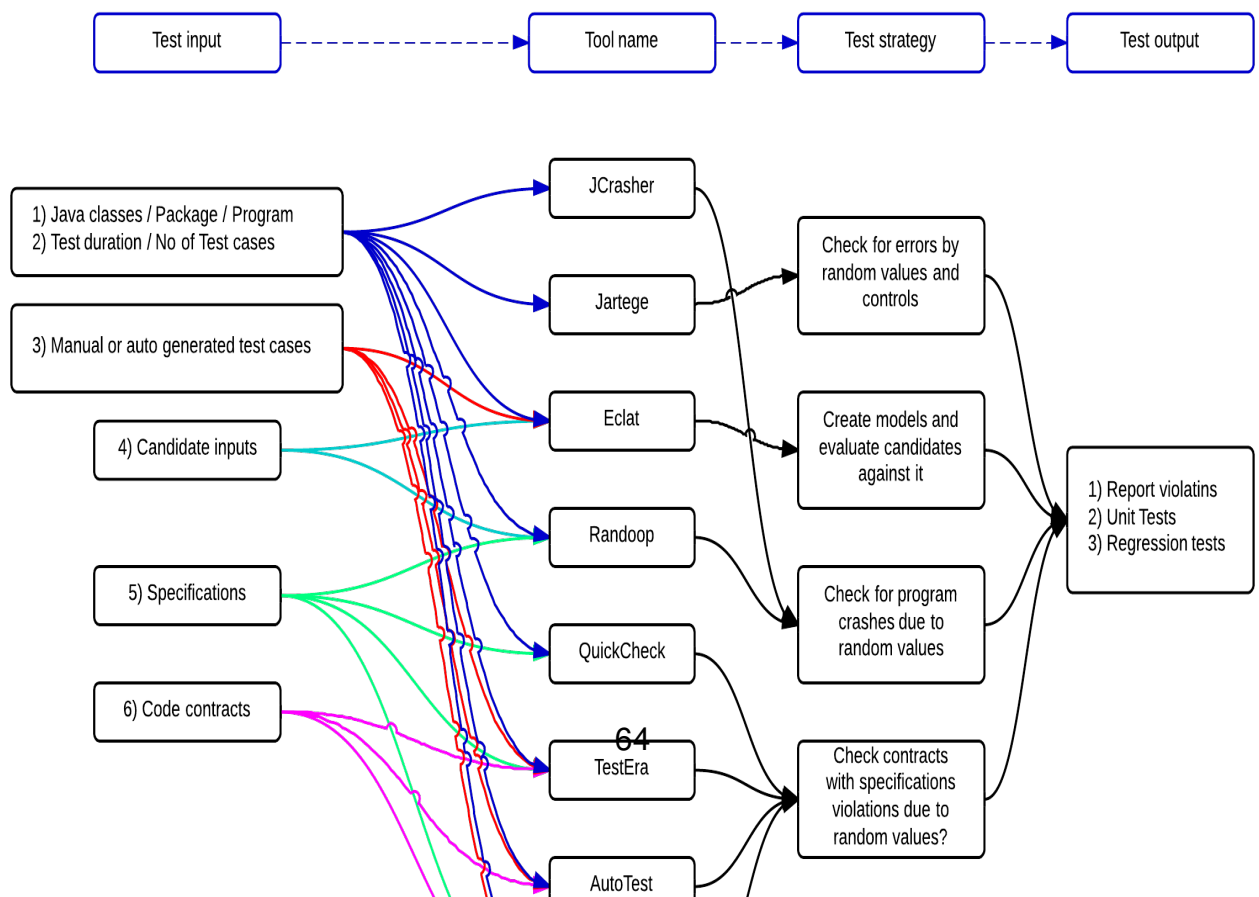 Test input
Tool name
Test strategy
Test output
1) Java classes / Package / Program
2) Test duration / No of Test cases
3) Manual or auto generated test cases
4) Candidate inputs
5) Specifications
6) Code contracts
JCrasher
Jartege
Eclat
Randoop
QuickCheck
64
TestEra
AutoTest
Check for errors by
random values and
controls
Create models and
evaluate candidates
against it
Check for program
crashes due to
random values
Check contracts
with specifications
violations due to
random values?
1) Report violatins
2) Unit Tests
3) Regression tests